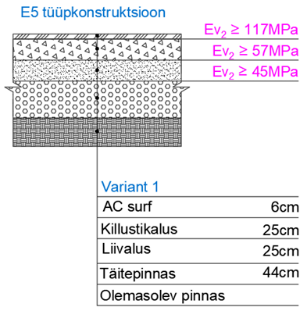 E5 tüüpkonstruktsioon
Ev₂ ≥ 117MPa
Ev₂ ≥ 57MPa
Ev₂ ≥ 45MPa
Variant 1
AC surf 6cm
Killustikalus 25cm
Liivalus 25cm
Täitepinnas 44cm
Olemasolev pinnas